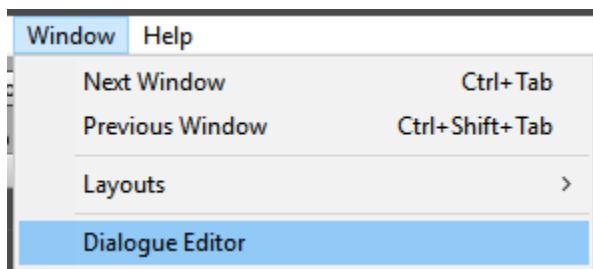 Window Help
Next Window Ctrl+Tab
Previous Window Ctrl+Shift+Tab
Layouts
Dialogue Editor